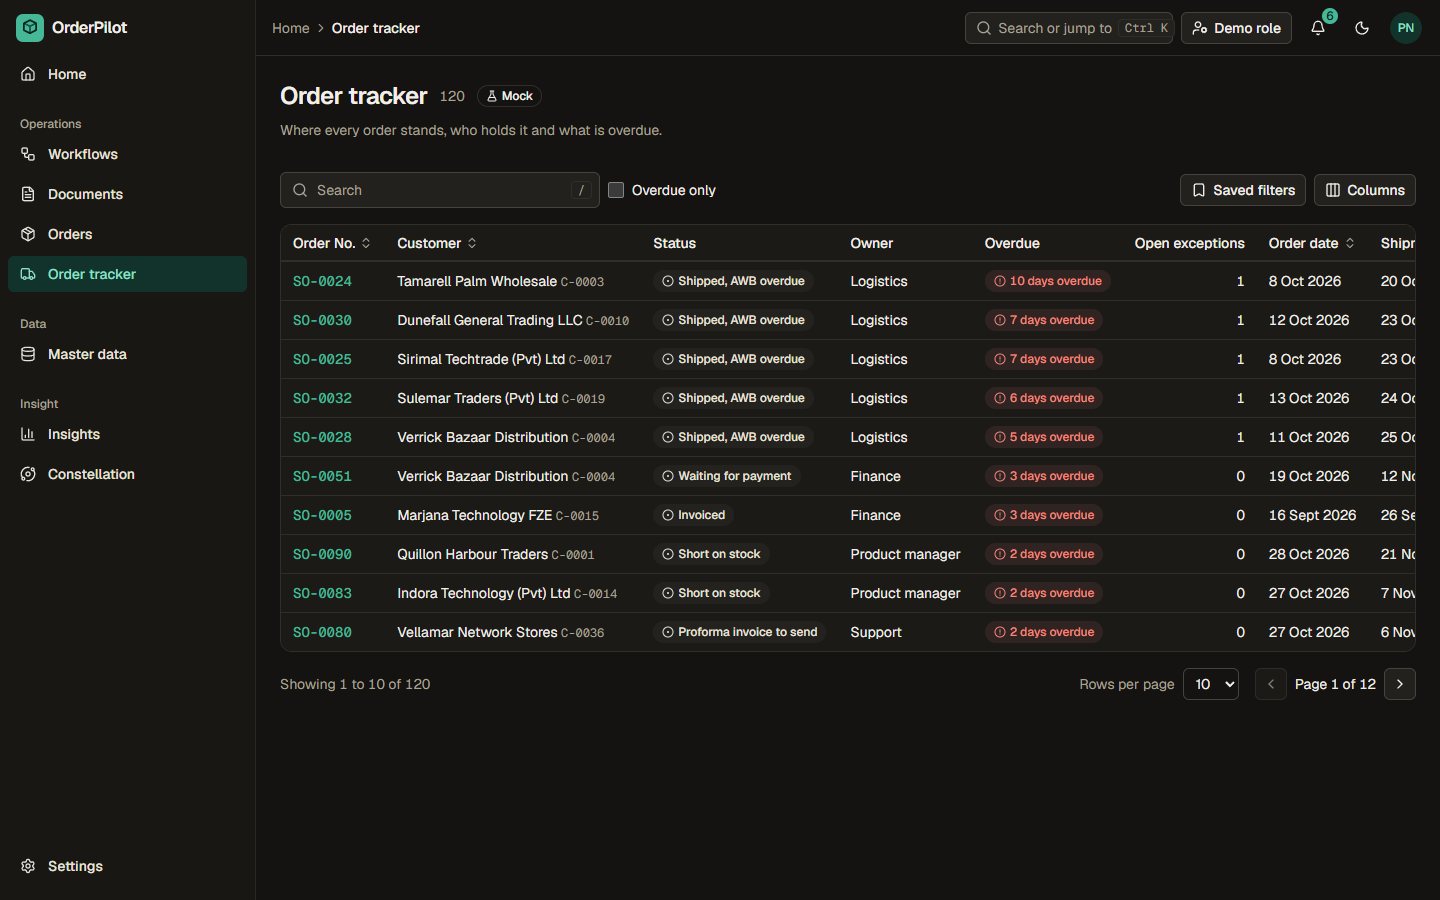 OrderPilot
Home
Operations
Workflows
Documents
Orders
Order tracker
Data
Master data
Insight
Insights
Constellation
Settings
Home > Order tracker
Search or jump to Ctrl K
Demo role
6
PN
Order tracker 120 Mock
Where every order stands, who holds it and what is overdue.
Search /
Overdue only
Saved filters
Columns
Order No. Customer Status Owner Overdue Open exceptions Order date Shipr
SO-0024 Tamarell Palm Wholesale C-0003 Shipped, AWB overdue Logistics 10 days overdue 1 8 Oct 2026 20 Oc
SO-0030 Dunefall General Trading LLC C-0010 Shipped, AWB overdue Logistics 7 days overdue 1 12 Oct 2026 23 Oc
SO-0025 Sirimal Techtrade (Pvt) Ltd C-0017 Shipped, AWB overdue Logistics 7 days overdue 1 8 Oct 2026 23 Oc
SO-0032 Sulemar Traders (Pvt) Ltd C-0019 Shipped, AWB overdue Logistics 6 days overdue 1 13 Oct 2026 24 Oc
SO-0028 Verrick Bazaar Distribution C-0004 Shipped, AWB overdue Logistics 5 days overdue 1 11 Oct 2026 25 Oc
SO-0051 Verrick Bazaar Distribution C-0004 Waiting for payment Finance 3 days overdue 0 19 Oct 2026 12 No
SO-0005 Marjana Technology FZE C-0015 Invoiced Finance 3 days overdue 0 16 Sept 2026 26 Se
SO-0090 Quillon Harbour Traders C-0001 Short on stock Product manager 2 days overdue 0 28 Oct 2026 21 No
SO-0083 Indora Technology (Pvt) Ltd C-0014 Short on stock Product manager 2 days overdue 0 27 Oct 2026 7 Nov
SO-0080 Vellamar Network Stores C-0036 Proforma invoice to send Support 2 days overdue 0 27 Oct 2026 6 Nov
Showing 1 to 10 of 120
Rows per page 10
Page 1 of 12